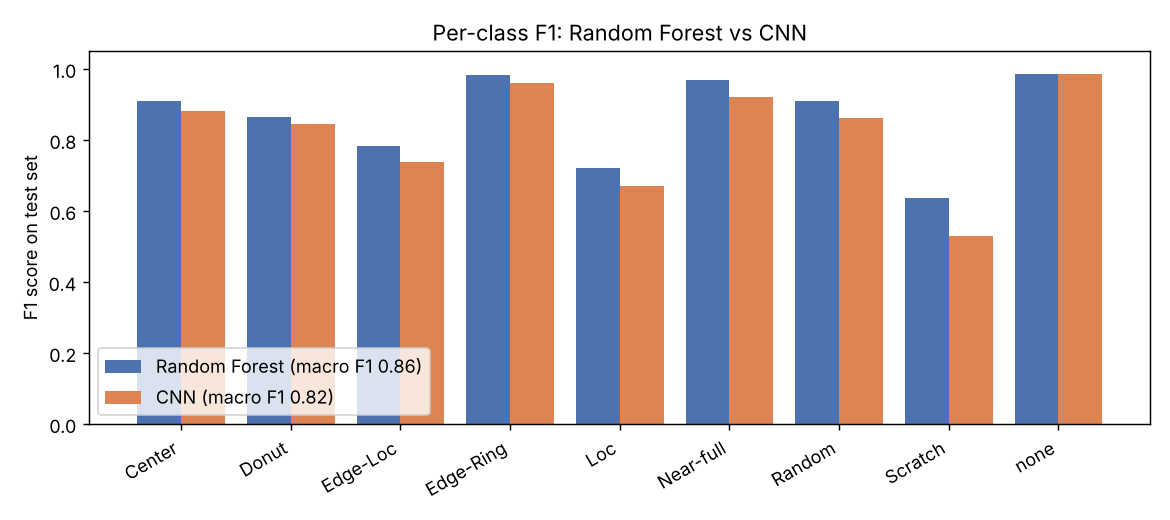 Per-class F1: Random Forest vs CNN
F1 score on test set
1.0
0.8
0.6
0.4
0.2
0.0
Random Forest (macro F1 0.86)
CNN (macro F1 0.82)
Center
Donut
Edge-Loc
Edge-Ring
Loc
Near-full
Random
Scratch
none